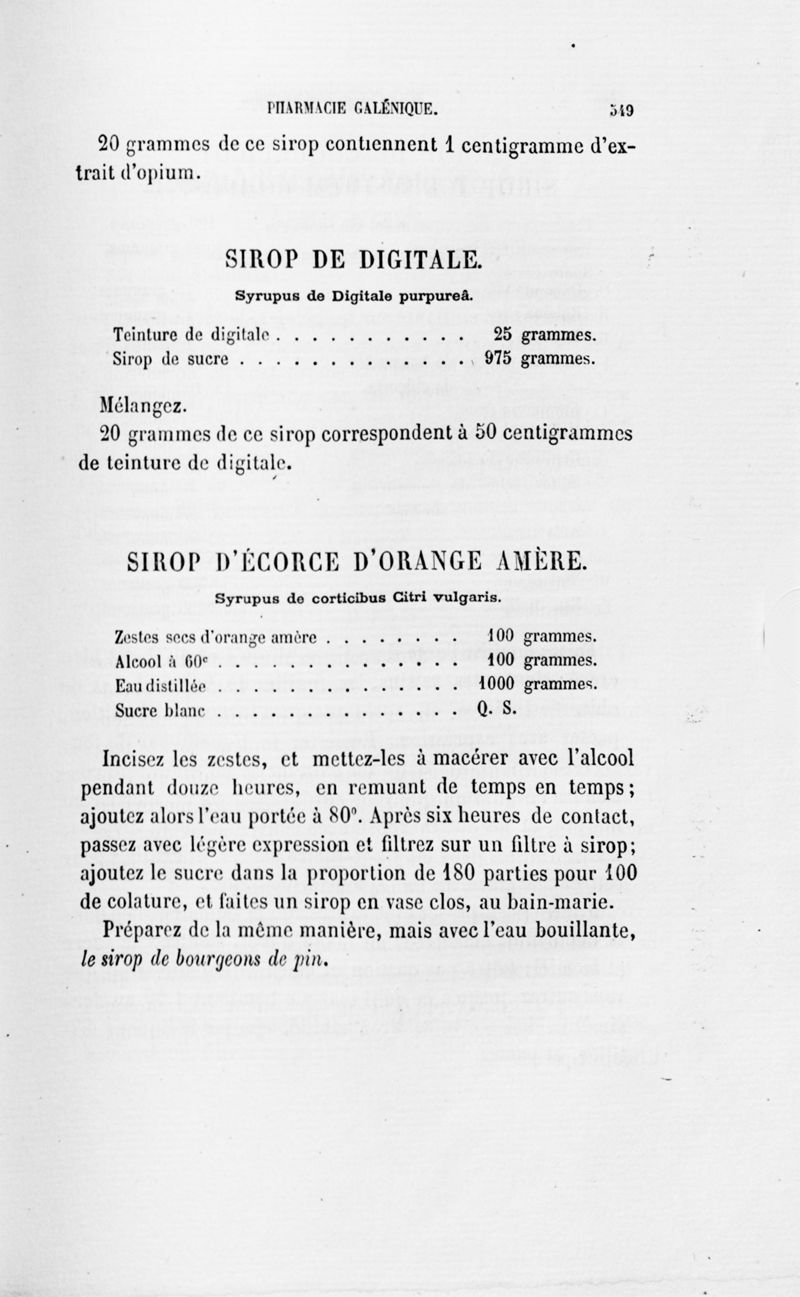 PHARMACIE GALÉNIQUE. 549
20 grammes de ce sirop contiennent 1 centigramme d'ex-
trait d'opium.
SIROP DE DIGITALE.
Syrupus de Digitale purpureâ.
Teinture de digitale . . . . . . . . . . . 25 grammes.
Sirop de sucre . . . . . . . . . . . . . 975 grammes.
Mélangez.
20 grammes de ce sirop correspondent à 50 centigrammes
de teinture de digitale.
SIROP D'ÉCORCE D'ORANGE AMÈRE.
Syrupus de corticibus Citri vulgaris.
Zestes secs d'orange amère . . . . . . . . 100 grammes.
Alcool à 60ᶜ . . . . . . . . . . . . . . 100 grammes.
Eau distillée . . . . . . . . . . . . . . 1000 grammes.
Sucre blanc . . . . . . . . . . . . . . Q. S.
Incisez les zestes, et mettez-les à macérer avec l'alcool
pendant douze heures, en remuant de temps en temps;
ajoutez alors l'eau portée à 80°. Après six heures de contact,
passez avec légère expression et filtrez sur un filtre à sirop;
ajoutez le sucre dans la proportion de 180 parties pour 100
de colature, et faites un sirop en vase clos, au bain-marie.
Préparez de la même manière, mais avec l'eau bouillante,
le sirop de bourgeons de pin.